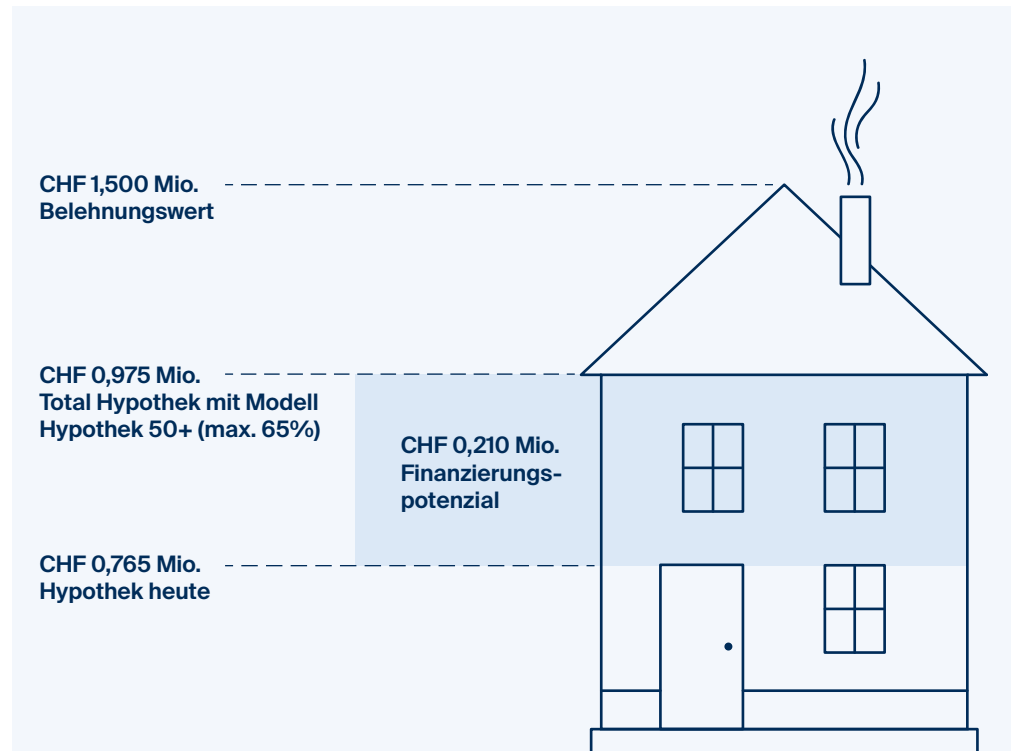 CHF 1,500 Mio.
Belehnungswert
CHF 0,975 Mio.
Total Hypothek mit Modell
Hypothek 50+ (max. 65%)
CHF 0,210 Mio.
Finanzierungs-
potenzial
CHF 0,765 Mio.
Hypothek heute